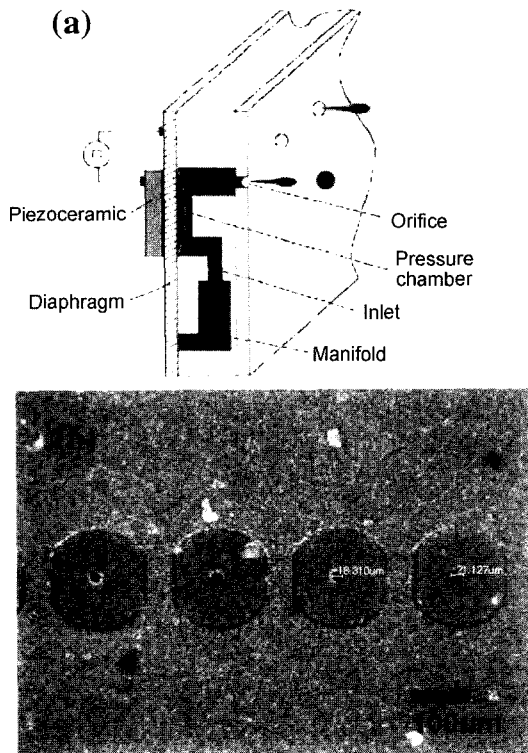 (a)
Piezoceramic
Orifice
Pressure
chamber
Diaphragm
Inlet
Manifold
18.310um
21.127um
100um